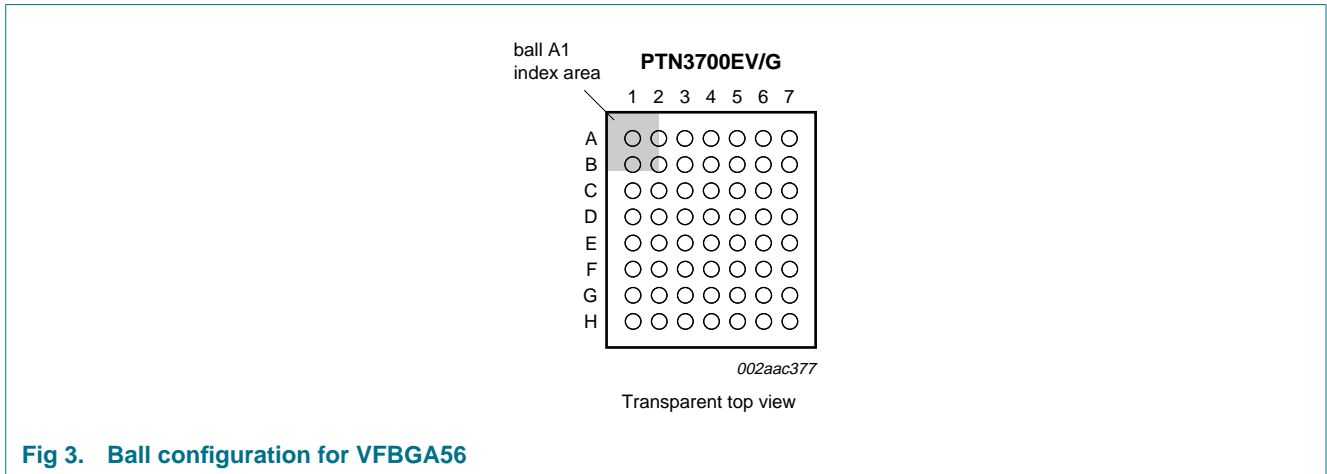 ball A1
index area
PTN3700EV/G
1 2 3 4 5 6 7
A
B
C
D
E
F
G
H
002aac377
Transparent top view
Fig 3. Ball configuration for VFBGA56